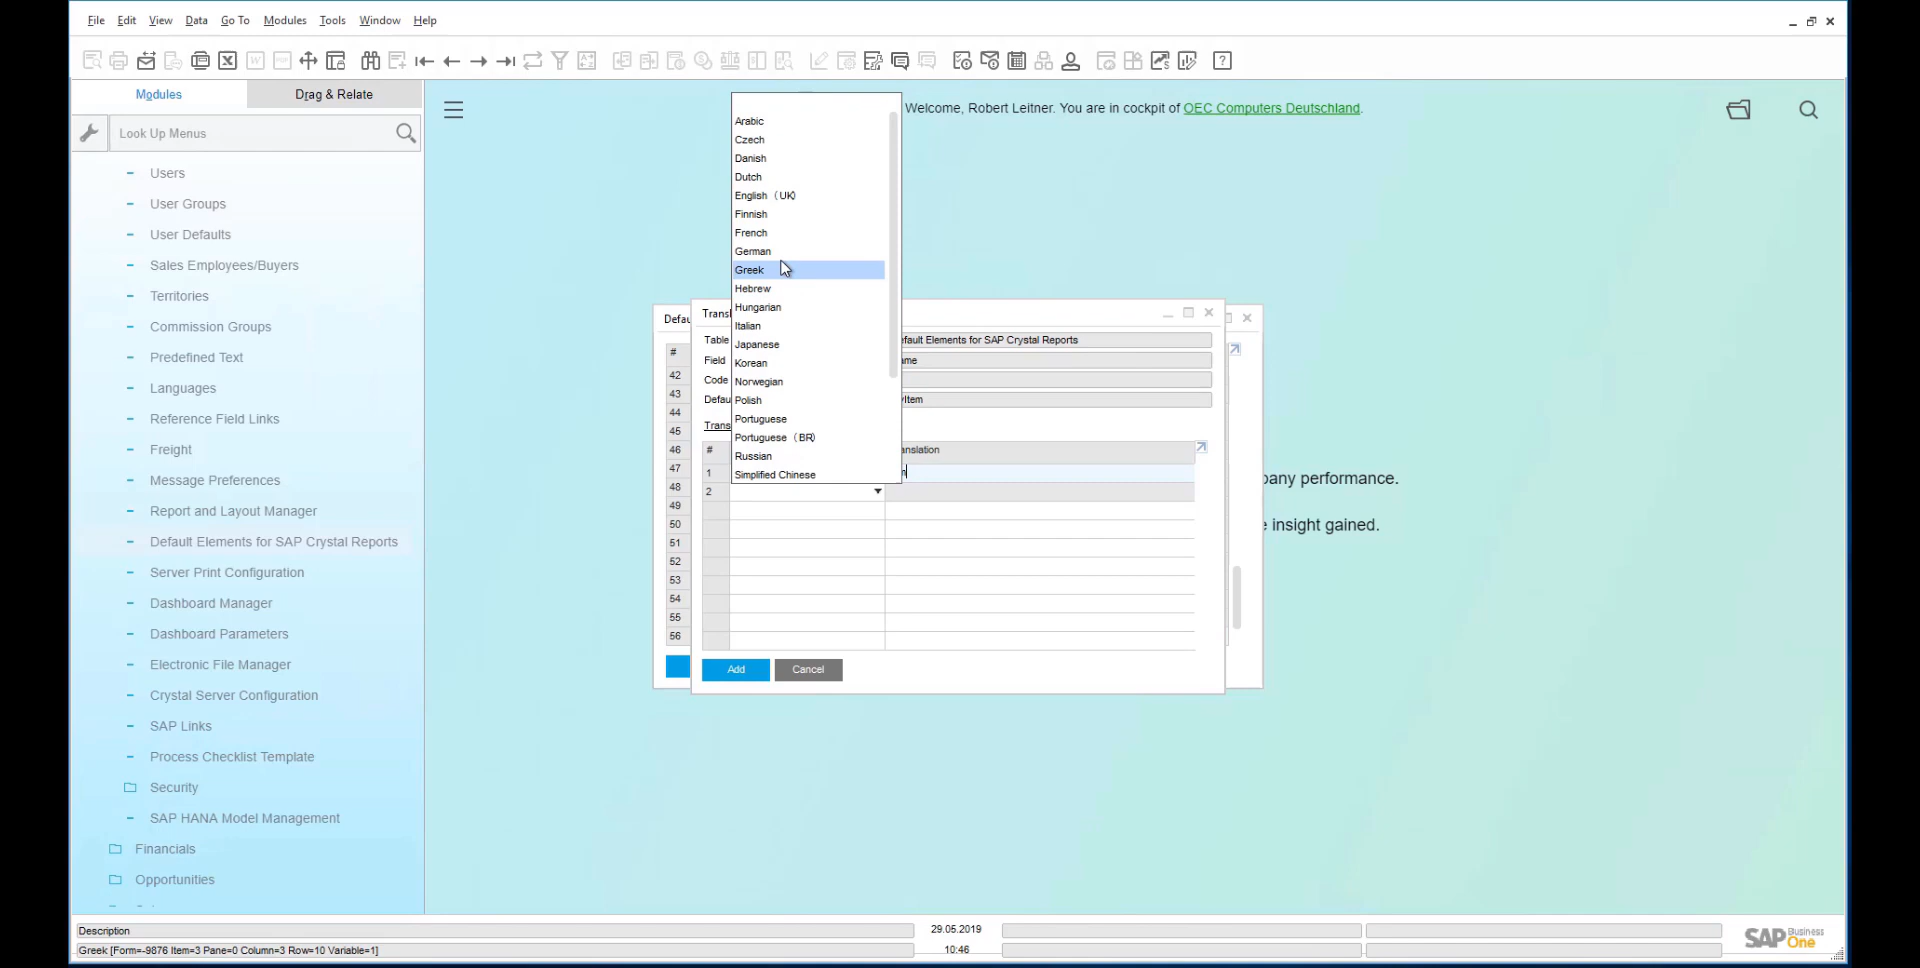 File Edit View Data Go To Modules Tools Window Help
Modules Drag & Relate
Look Up Menus
Users
User Groups
User Defaults
Sales Employees/Buyers
Territories
Commission Groups
Predefined Text
Languages
Reference Field Links
Freight
Message Preferences
Report and Layout Manager
Default Elements for SAP Crystal Reports
Server Print Configuration
Dashboard Manager
Dashboard Parameters
Electronic File Manager
Crystal Server Configuration
SAP Links
Process Checklist Template
Security
SAP HANA Model Management
Financials
Opportunities
Welcome, Robert Leitner. You are in cockpit of OEC Computers Deutschland.
Arabic
Czech
Danish
Dutch
English (UK)
Finnish
French
German
Greek
Hebrew
Hungarian
Italian
Japanese
Korean
Norwegian
Polish
Portuguese
Portuguese (BR)
Russian
Simplified Chinese
Defau
#
42
43
44
45
46
47
48
49
50
51
52
53
54
55
56
Transl
Table efault Elements for SAP Crystal Reports
Field ame
Code
Defau yItem
Trans
# anslation
1
2
Add Cancel
pany performance.
e insight gained.
Description
Greek [Form=-9876 Item=3 Pane=0 Column=3 Row=10 Variable=1]
29.05.2019
10:46
SAP Business One